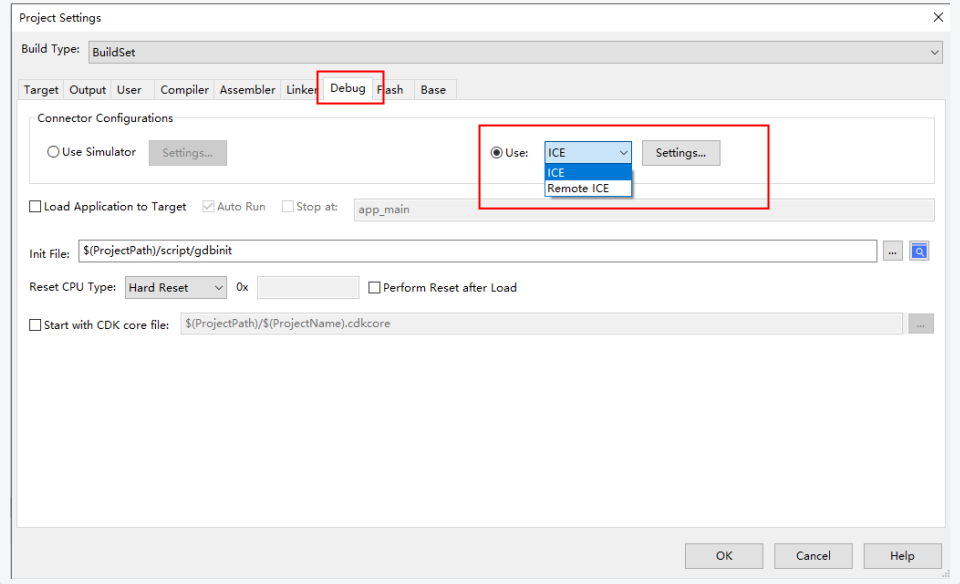 Project Settings
Build Type: BuildSet
Target Output User Compiler Assembler Linker Debug Flash Base
Connector Configurations
Use Simulator Settings... Use: ICE Settings...
ICE
Remote ICE
Load Application to Target Auto Run Stop at: app_main
Init File: $(ProjectPath)/script/gdbinit ...
Reset CPU Type: Hard Reset 0x Perform Reset after Load
Start with CDK core file: $(ProjectPath)/$(ProjectName).cdkcore ...
OK Cancel Help